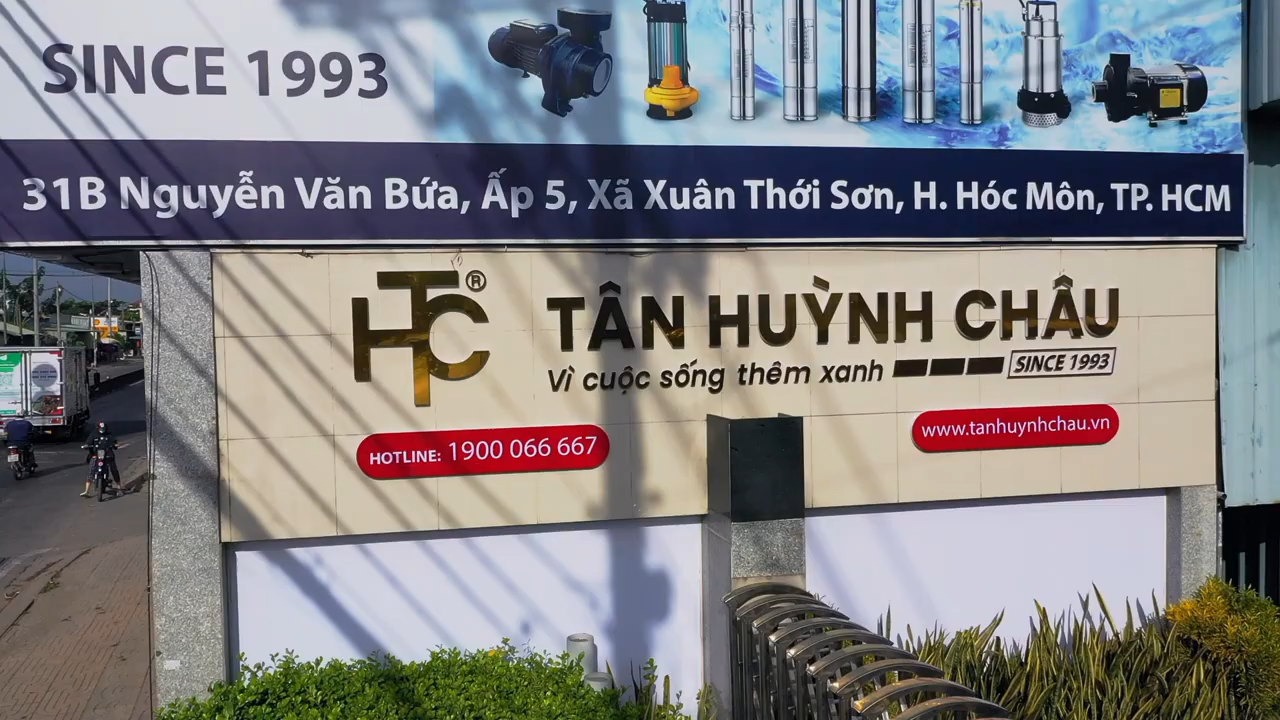 SINCE 1993
31B Nguyễn Văn Bứa, Ấp 5, Xã Xuân Thới Sơn, H. Hóc Môn, TP. HCM
HTC®
TÂN HUỲNH CHÂU
Vì cuộc sống thêm xanh
SINCE 1993
HOTLINE: 1900 066 667
www.tanhuynhchau.vn